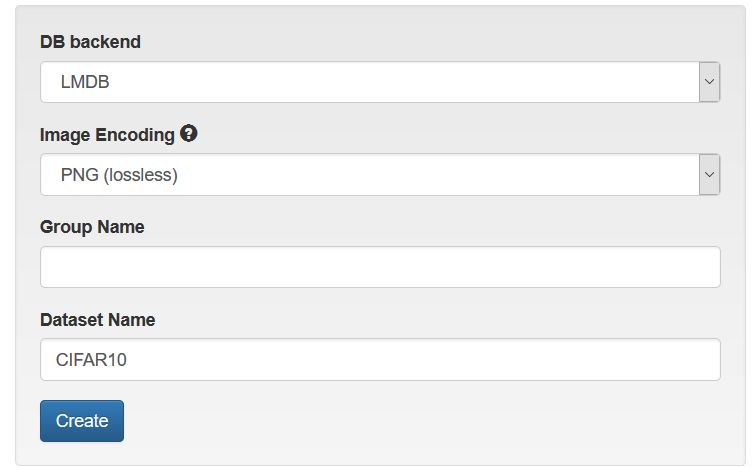 DB backend
LMDB
Image Encoding ?
PNG (lossless)
Group Name
Dataset Name
CIFAR10
Create